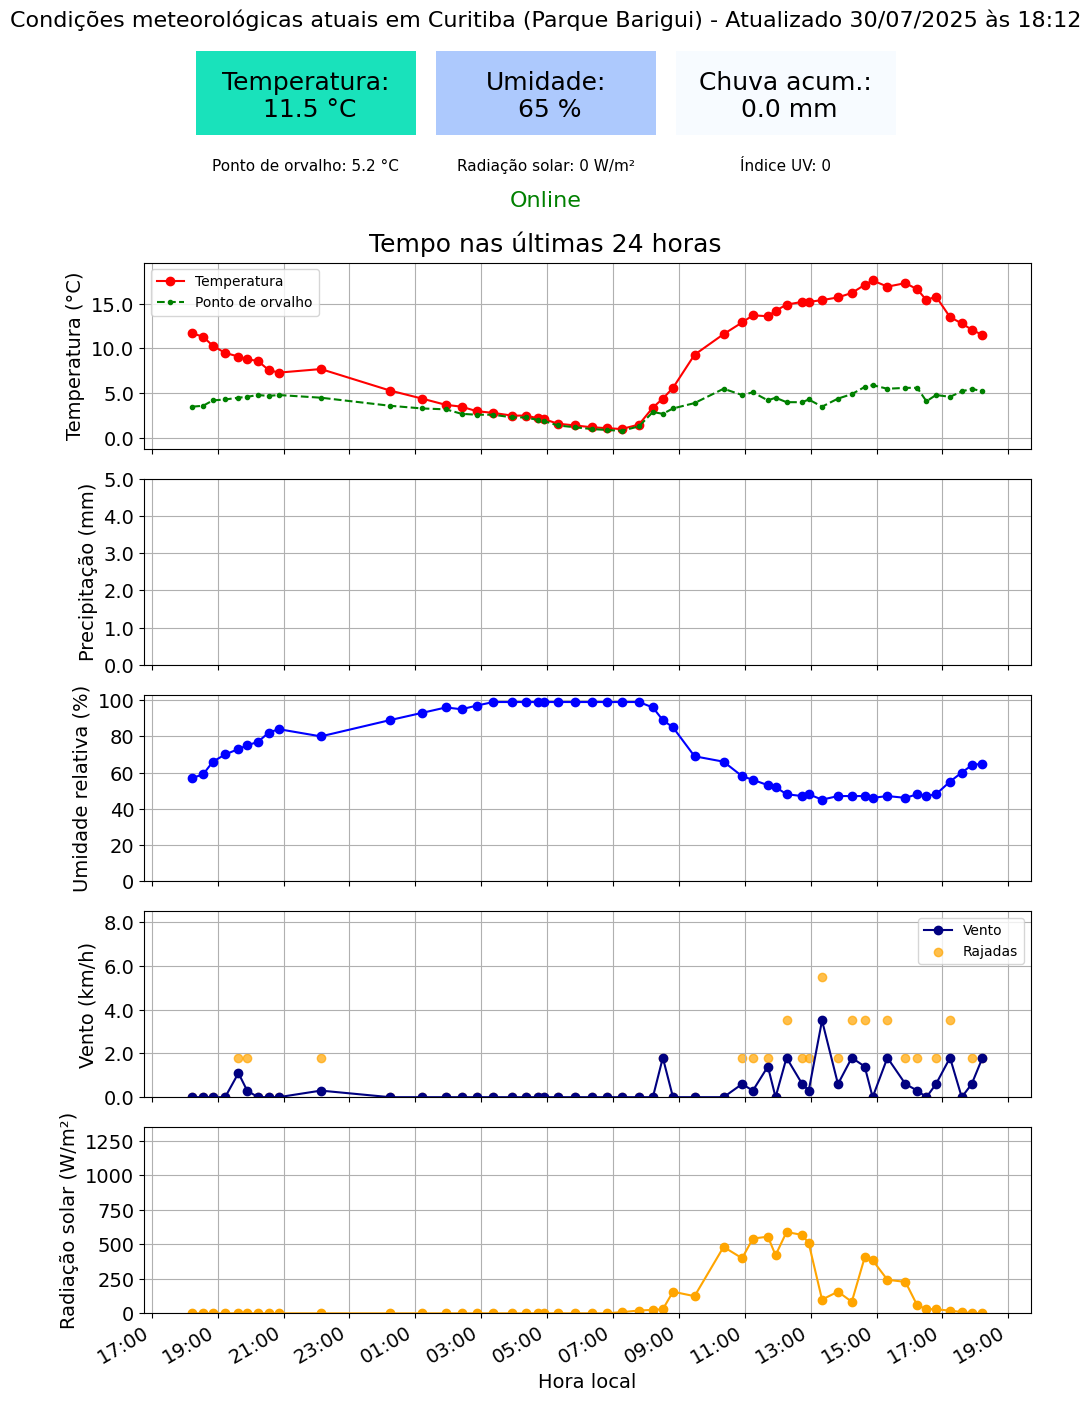 Condições meteorológicas atuais em Curitiba (Parque Barigui) - Atualizado 30/07/2025 às 18:12
Temperatura:
11.5 °C
Umidade:
65 %
Chuva acum.:
0.0 mm
Ponto de orvalho: 5.2 °C
Radiação solar: 0 W/m²
Índice UV: 0
Online
Tempo nas últimas 24 horas
Temperatura (°C)
15.0
10.0
5.0
0.0
Temperatura
Ponto de orvalho
Precipitação (mm)
5.0
4.0
3.0
2.0
1.0
0.0
Umidade relativa (%)
100
80
60
40
20
0
Vento (km/h)
8.0
6.0
4.0
2.0
0.0
Vento
Rajadas
Radiação solar (W/m²)
1250
1000
750
500
250
0
17:00
19:00
21:00
23:00
01:00
03:00
05:00
07:00
09:00
11:00
13:00
15:00
17:00
19:00
Hora local